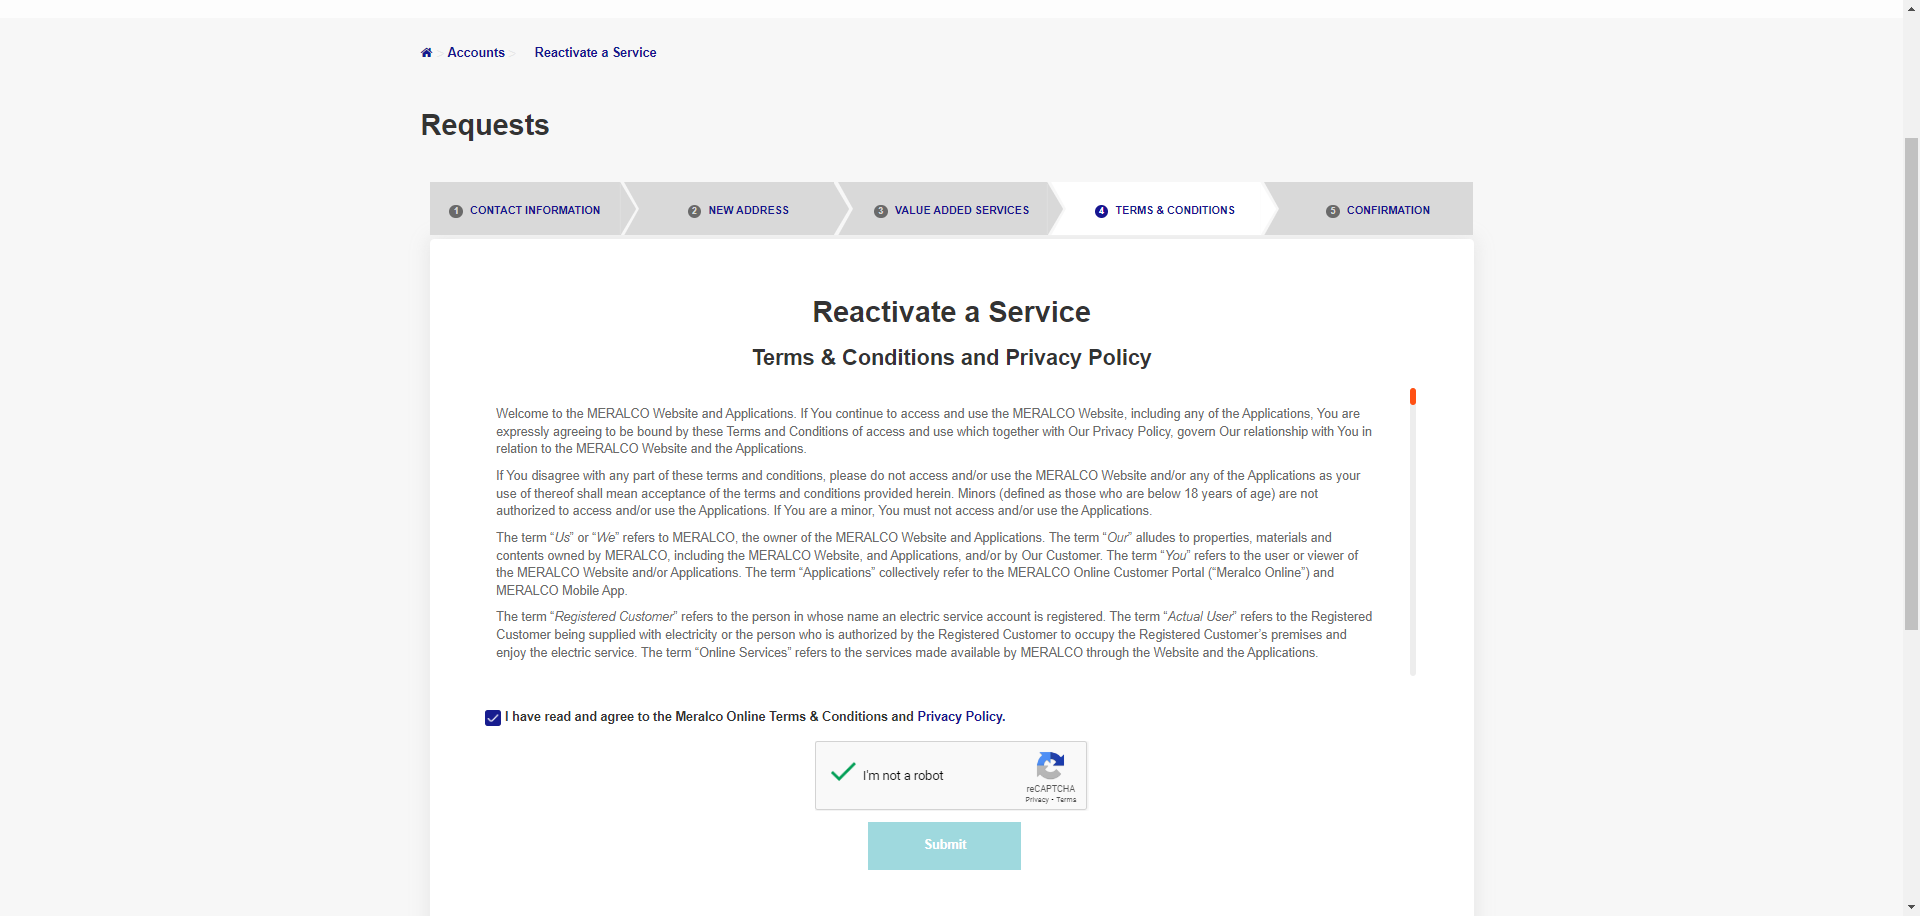 Accounts > Reactivate a Service
Requests
1 CONTACT INFORMATION 2 NEW ADDRESS 3 VALUE ADDED SERVICES 4 TERMS & CONDITIONS 5 CONFIRMATION
Reactivate a Service
Terms & Conditions and Privacy Policy
Welcome to the MERALCO Website and Applications. If You continue to access and use the MERALCO Website, including any of the Applications, You are
expressly agreeing to be bound by these Terms and Conditions of access and use which together with Our Privacy Policy, govern Our relationship with You in
relation to the MERALCO Website and the Applications.
If You disagree with any part of these terms and conditions, please do not access and/or use the MERALCO Website and/or any of the Applications as your
use of thereof shall mean acceptance of the terms and conditions provided herein. Minors (defined as those who are below 18 years of age) are not
authorized to access and/or use the Applications. If You are a minor, You must not access and/or use the Applications.
The term “Us” or “We” refers to MERALCO, the owner of the MERALCO Website and Applications. The term “Our” alludes to properties, materials and
contents owned by MERALCO, including the MERALCO Website, and Applications, and/or by Our Customer. The term “You” refers to the user or viewer of
the MERALCO Website and/or Applications. The term “Applications” collectively refer to the MERALCO Online Customer Portal (“Meralco Online”) and
MERALCO Mobile App.
The term “Registered Customer” refers to the person in whose name an electric service account is registered. The term “Actual User” refers to the Registered
Customer being supplied with electricity or the person who is authorized by the Registered Customer to occupy the Registered Customer’s premises and
enjoy the electric service. The term “Online Services” refers to the services made available by MERALCO through the Website and the Applications.
I have read and agree to the Meralco Online Terms & Conditions and Privacy Policy.
I'm not a robot
reCAPTCHA
Privacy - Terms
Submit